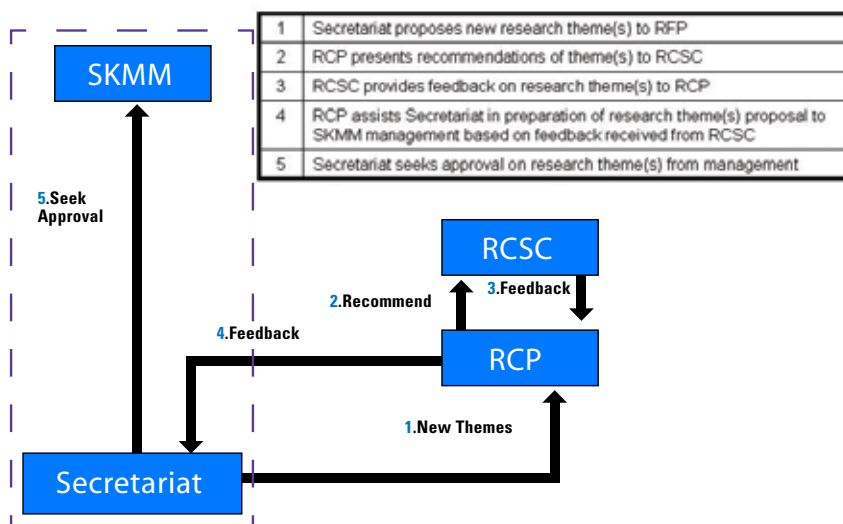 1 Secretariat proposes new research theme(s) to RFP
2 RCP presents recommendations of theme(s) to RCSC
3 RCSC provides feedback on research theme(s) to RCP
4 RCP assists Secretariat in preparation of research theme(s) proposal to
SKMM management based on feedback received from RCSC
5 Secretariat seeks approval on research theme(s) from management
SKMM
5.Seek
Approval
RCSC
2.Recommend
3.Feedback
4.Feedback
RCP
1.New Themes
Secretariat